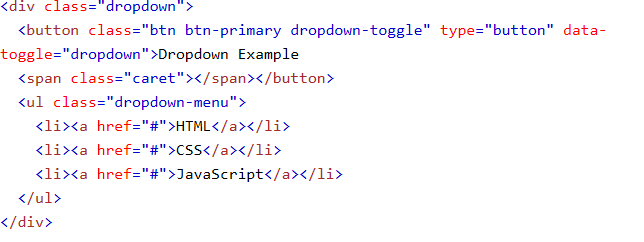 <div class="dropdown">
  <button class="btn btn-primary dropdown-toggle" type="button" data-
toggle="dropdown">Dropdown Example
  <span class="caret"></span></button>
  <ul class="dropdown-menu">
    <li><a href="#">HTML</a></li>
    <li><a href="#">CSS</a></li>
    <li><a href="#">JavaScript</a></li>
  </ul>
</div>